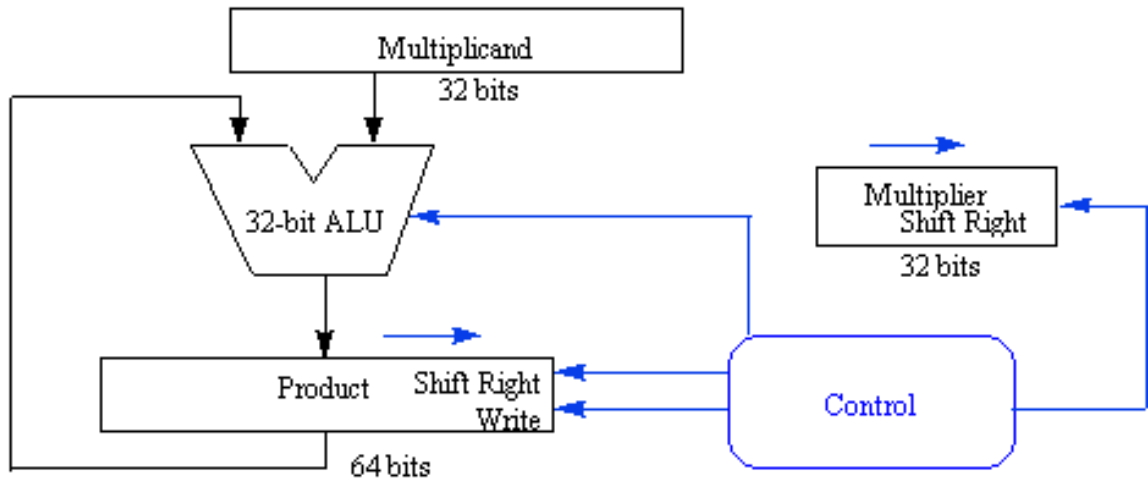 Multiplicand
32 bits
32-bit ALU
Multiplier
Shift Right
32 bits
Product
Shift Right
Write
64 bits
Control